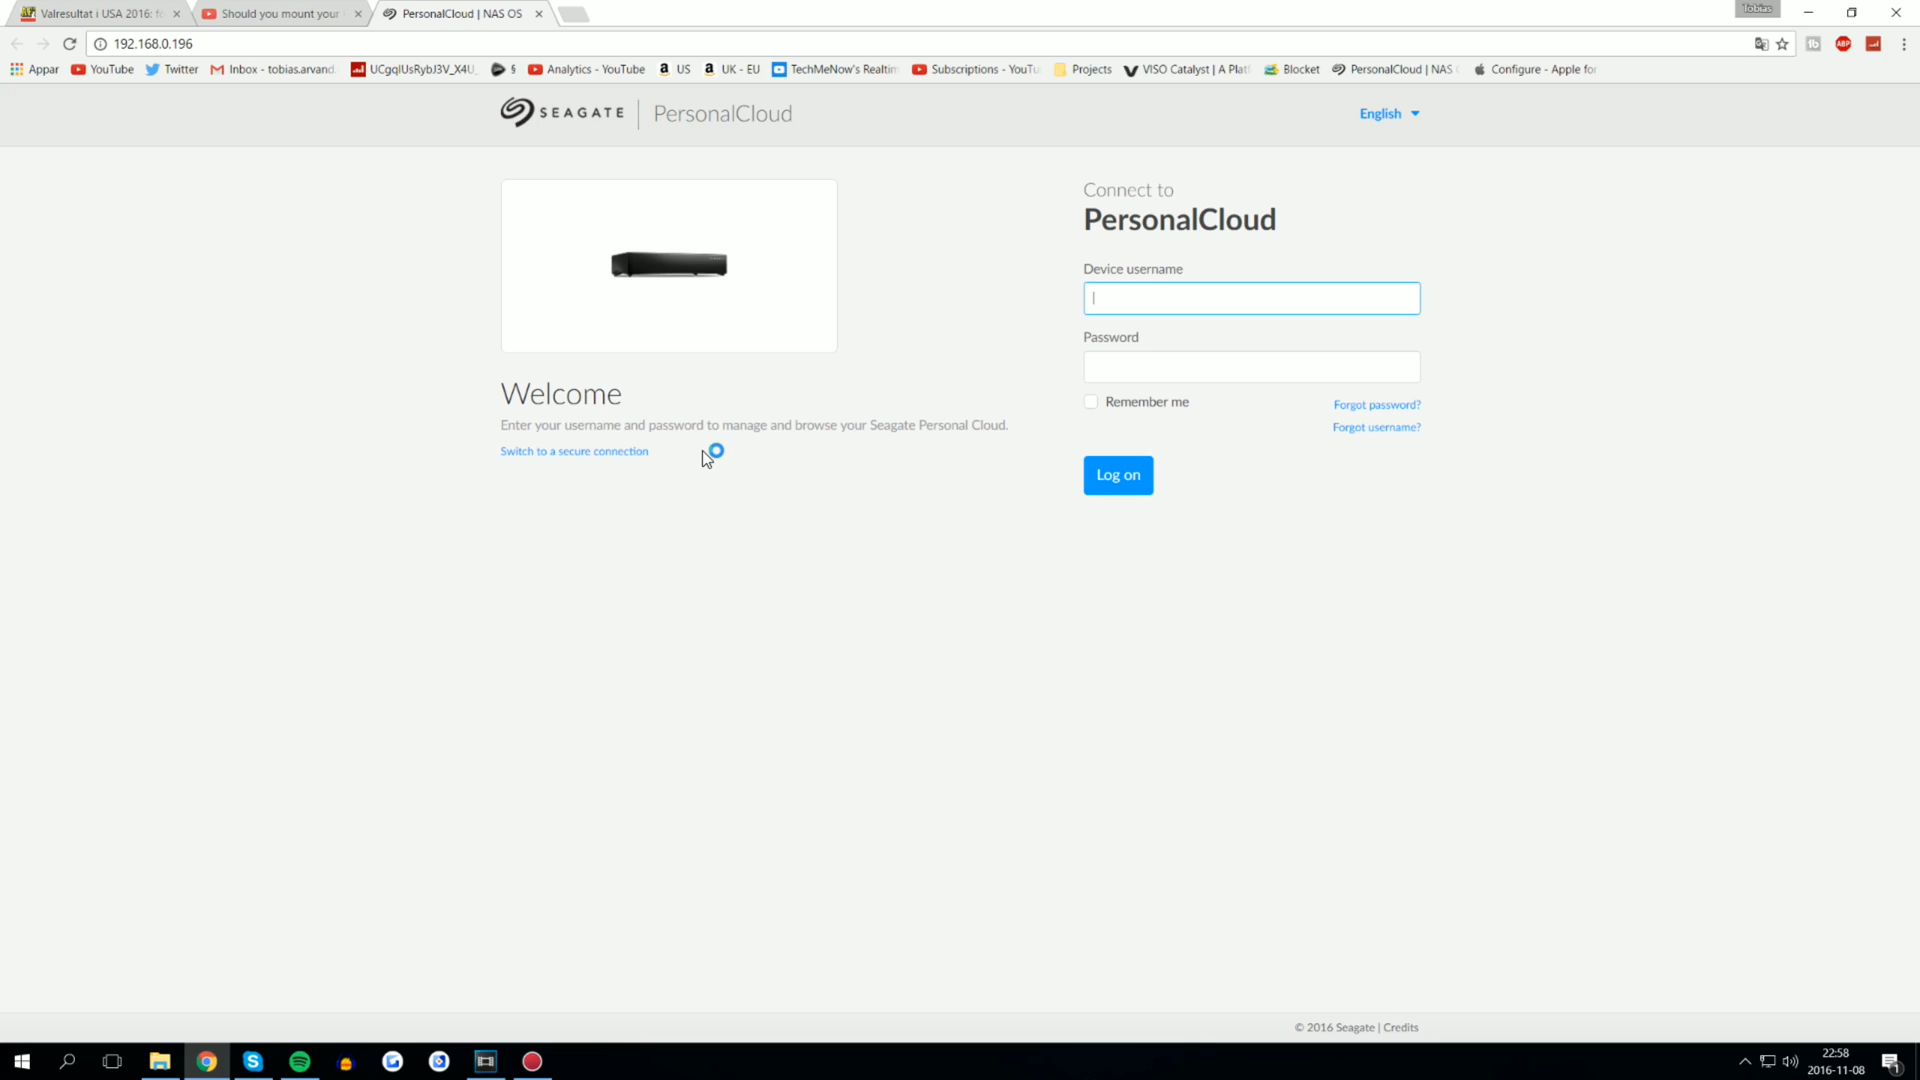 Valresultat i USA 2016: fö
Should you mount your
PersonalCloud | NAS OS
Tobias
192.168.0.196
Appar
YouTube
Twitter
Inbox - tobias.arvand
UCgqIUsRybJ3V_X4U
§
Analytics - YouTube
US
UK - EU
TechMeNow's Realtim
Subscriptions - YouTu
Projects
VISO Catalyst | A Platf
Blocket
PersonalCloud | NAS
Configure - Apple for
SEAGATE
PersonalCloud
English
Connect to
PersonalCloud
Device username
Password
Remember me
Forgot password?
Forgot username?
Log on
Welcome
Enter your username and password to manage and browse your Seagate Personal Cloud.
Switch to a secure connection
© 2016 Seagate | Credits
22:58
2016-11-08
1